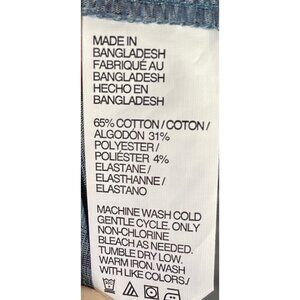 MADE IN
BANGLADESH
FABRIQUÉ AU
BANGLADESH
HECHO EN
BANGLADESH
65% COTTON / COTON /
ALGODÓN 31%
POLYESTER /
POLIÉSTER 4%
ELASTANE /
ELASTHANNE /
ELASTANO
MACHINE WASH COLD
GENTLE CYCLE. ONLY
NON-CHLORINE
BLEACH AS NEEDED.
TUMBLE DRY LOW.
WARM IRON. WASH
WITH LIKE COLORS.